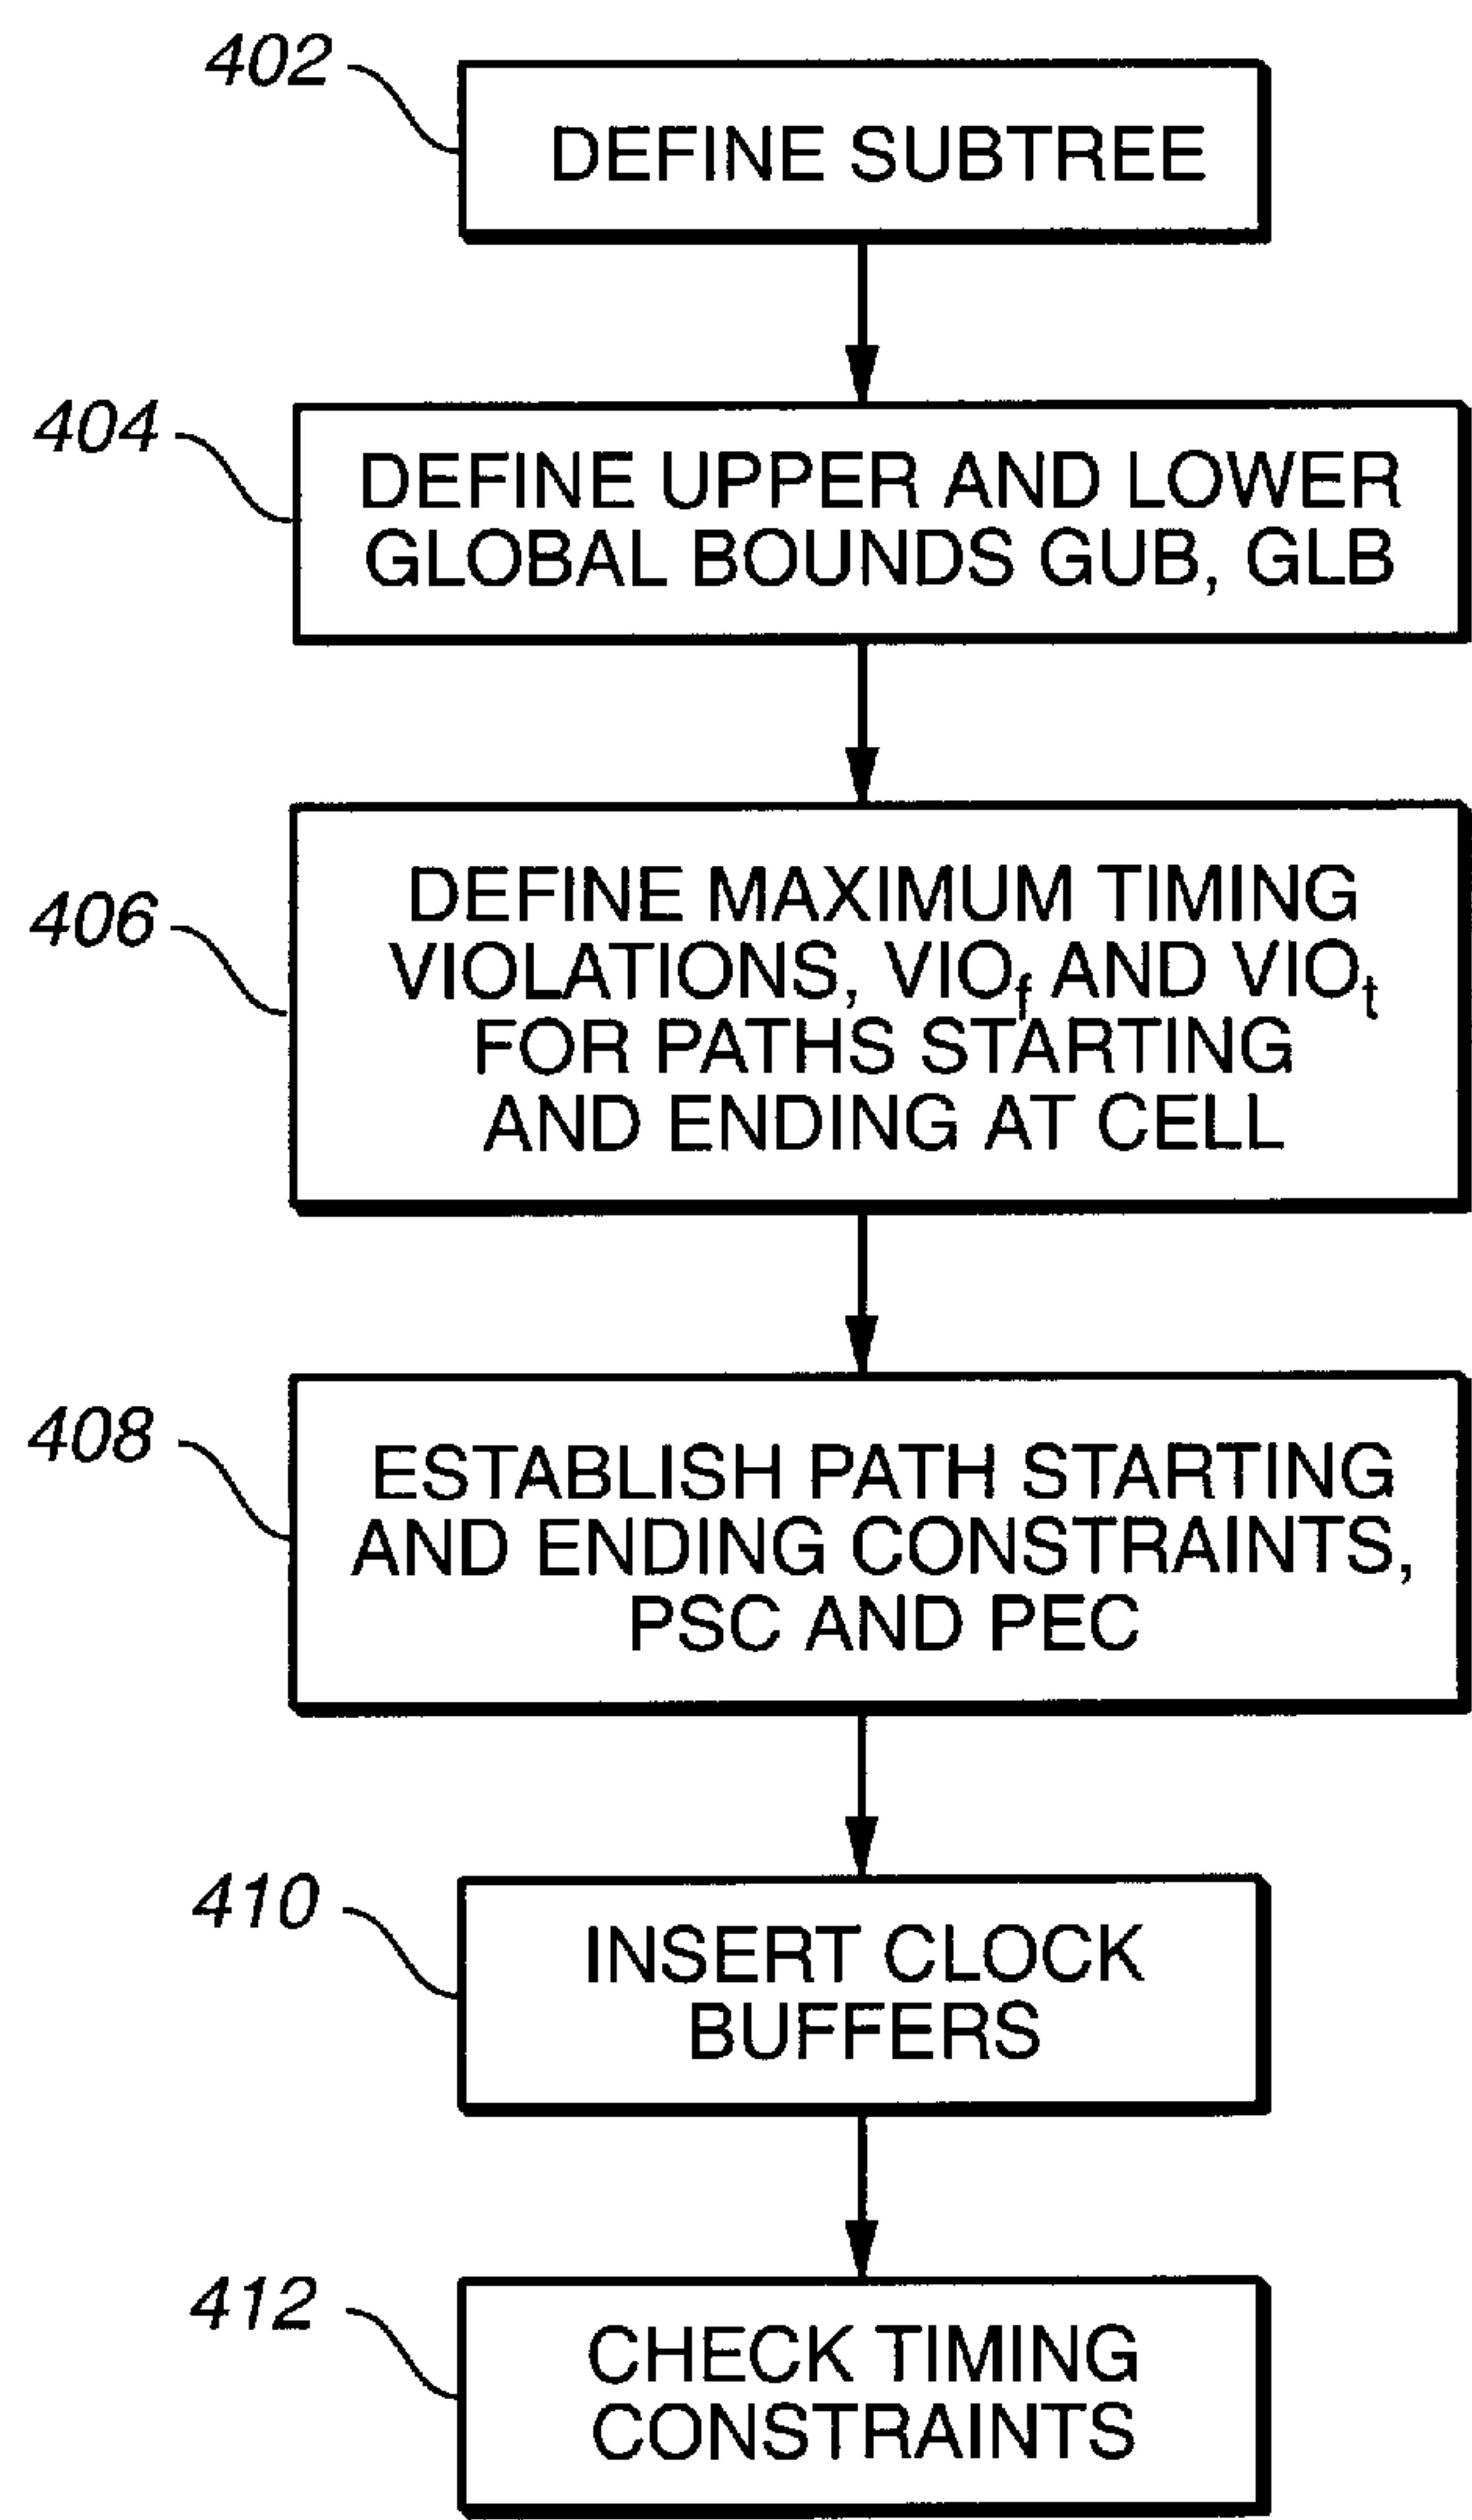 402
DEFINE SUBTREE
404
DEFINE UPPER AND LOWER
GLOBAL BOUNDS GUB, GLB
406
DEFINE MAXIMUM TIMING
VIOLATIONS, VIOf AND VIOt
FOR PATHS STARTING
AND ENDING AT CELL
408
ESTABLISH PATH STARTING
AND ENDING CONSTRAINTS,
PSC AND PEC
410
INSERT CLOCK
BUFFERS
412
CHECK TIMING
CONSTRAINTS